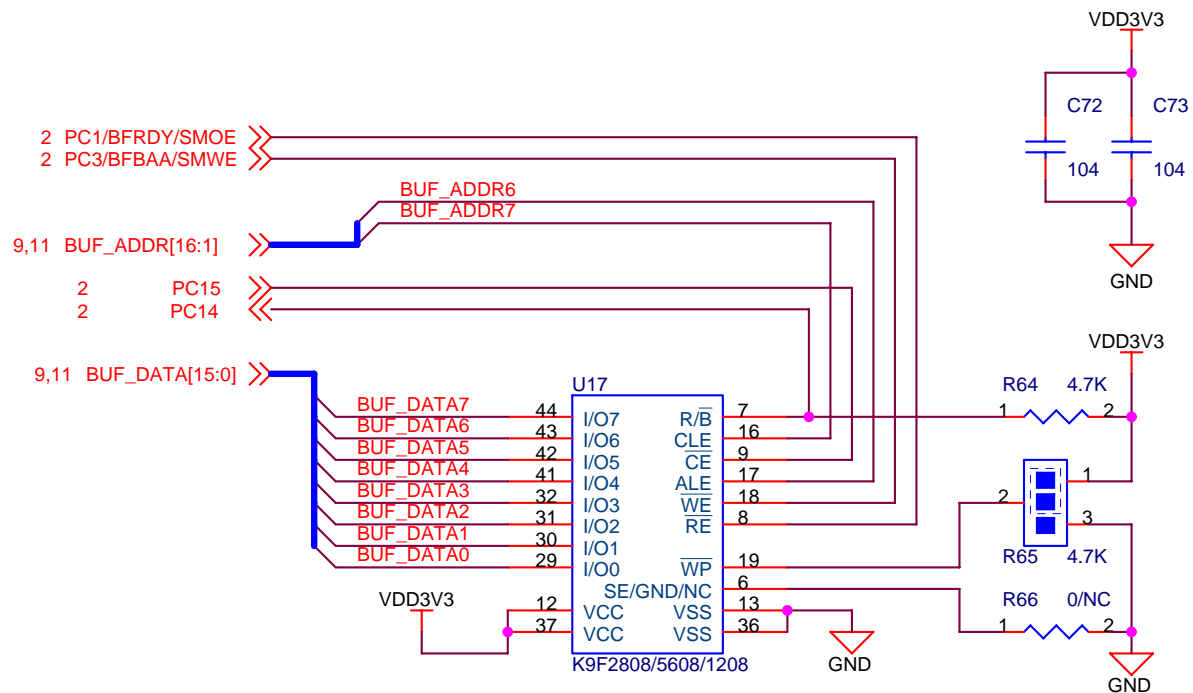 VDD3V3
C72 C73
104 104
GND
2 PC1/BFRDY/SMOE
2 PC3/BFBAA/SMWE
BUF_ADDR6
BUF_ADDR7
9,11 BUF_ADDR[16:1]
2 PC15
2 PC14
9,11 BUF_DATA[15:0]
VDD3V3
U17
R64 4.7K
BUF_DATA7 44 I/O7 R/B 7 1 2
BUF_DATA6 43 I/O6 CLE 16
BUF_DATA5 42 I/O5 CE 9
BUF_DATA4 41 I/O4 ALE 17 1
BUF_DATA3 32 I/O3 WE 18 2
BUF_DATA2 31 I/O2 RE 8 3
BUF_DATA1 30 I/O1
R65 4.7K
BUF_DATA0 29 I/O0 WP 19
SE/GND/NC 6
VDD3V3
R66 0/NC
12 VCC VSS 13
37 VCC VSS 36 1 2
K9F2808/5608/1208
GND
GND